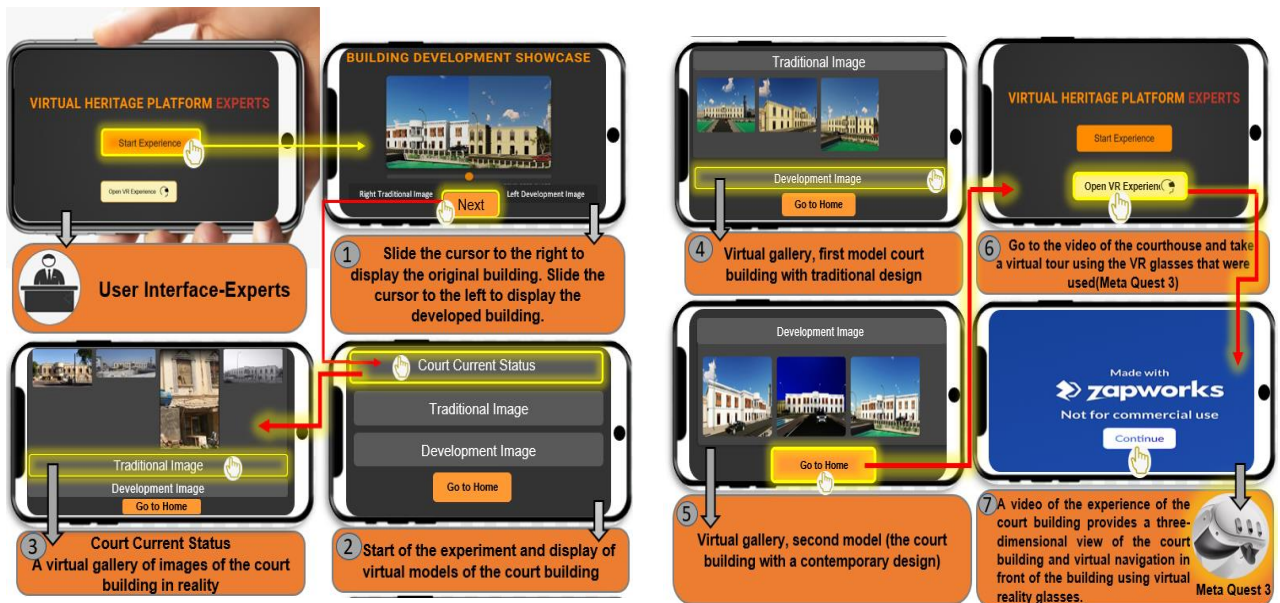 VIRTUAL HERITAGE PLATFORM EXPERTS
Start Experience
Open VR Experience
User Interface-Experts
BUILDING DEVELOPMENT SHOWCASE
Right Traditional Image
Left Development Image
Next
1
Slide the cursor to the right to
display the original building. Slide the
cursor to the left to display the
developed building.
Court Current Status
Traditional Image
Development Image
Go to Home
2
Start of the experiment and display of
virtual models of the court building
Traditional Image
Development Image
Go to Home
3
Court Current Status
A virtual gallery of images of the court
building in reality
Traditional Image
Development Image
Go to Home
4
Virtual gallery, first model court
building with traditional design
Development Image
Go to Home
5
Virtual gallery, second model (the court
building with a contemporary design)
VIRTUAL HERITAGE PLATFORM EXPERTS
Start Experience
Open VR Experienc
6
Go to the video of the courthouse and take
a virtual tour using the VR glasses that were
used(Meta Quest 3)
Made with
zapworks
Not for commercial use
Continue
7
A video of the experience of the
court building provides a three-
dimensional view of the court
building and virtual navigation in
front of the building using virtual
reality glasses.
Meta Quest 3